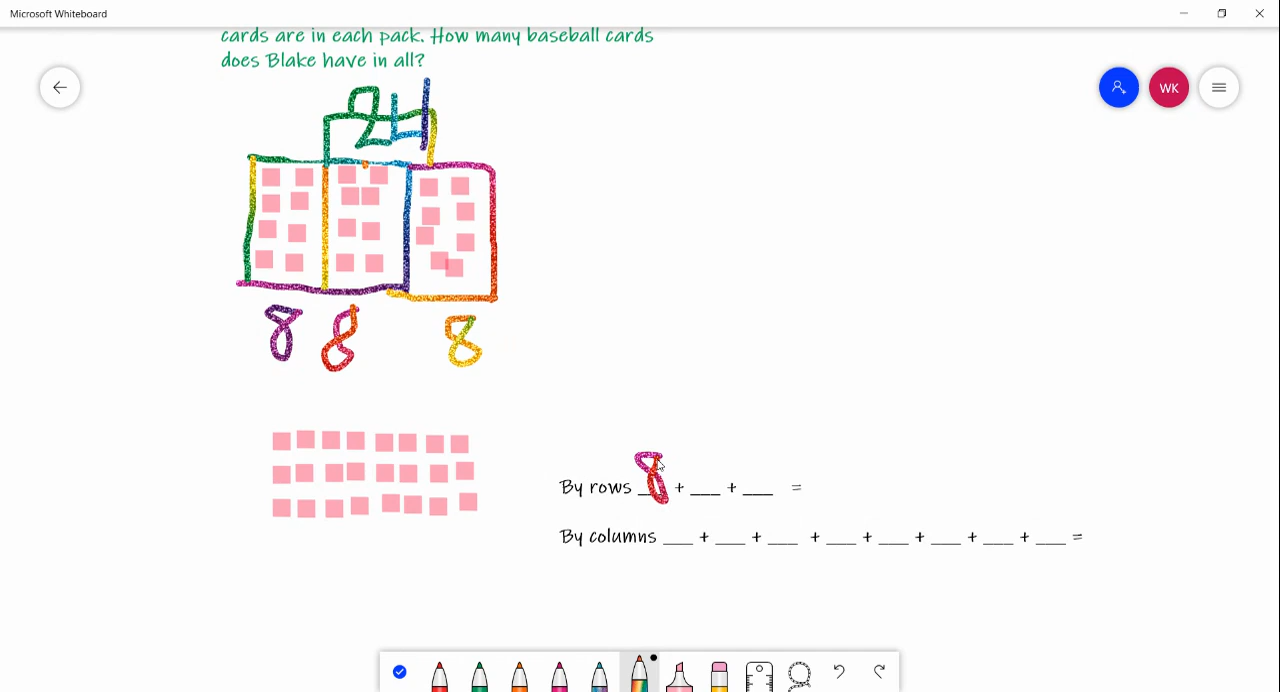 Microsoft Whiteboard
cards are in each pack. How many baseball cards
does Blake have in all?
WK
24
8 8 8
By rows 8 + ___ + ___ =
By columns ___ + ___ + ___ + ___ + ___ + ___ + ___ + ___ =